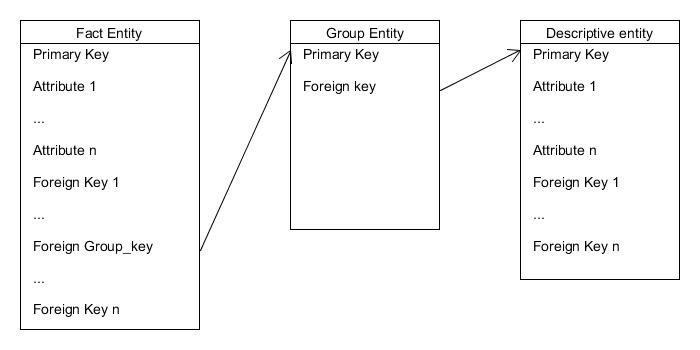 Fact Entity
Primary Key
Attribute 1
...
Attribute n
Foreign Key 1
...
Foreign Group_key
...
Foreign Key n
Group Entity
Primary Key
Foreign key
Descriptive entity
Primary Key
Attribute 1
...
Attribute n
Foreign Key 1
...
Foreign Key n